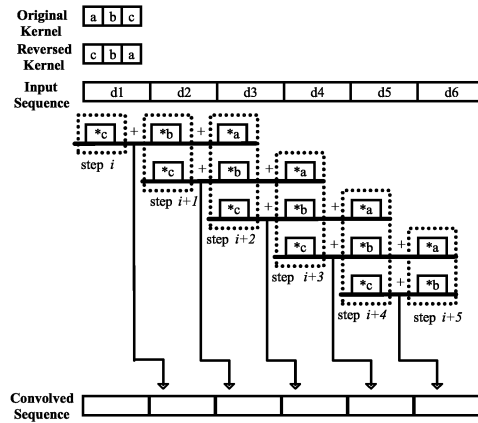 Original Kernel a b c
Reversed Kernel c b a
Input Sequence d1 d2 d3 d4 d5 d6
*c + *b + *a
step i
*c + *b + *a
step i+1
*c + *b + *a
step i+2
*c + *b + *a
step i+3
*c + *b
step i+4 step i+5
Convolved Sequence